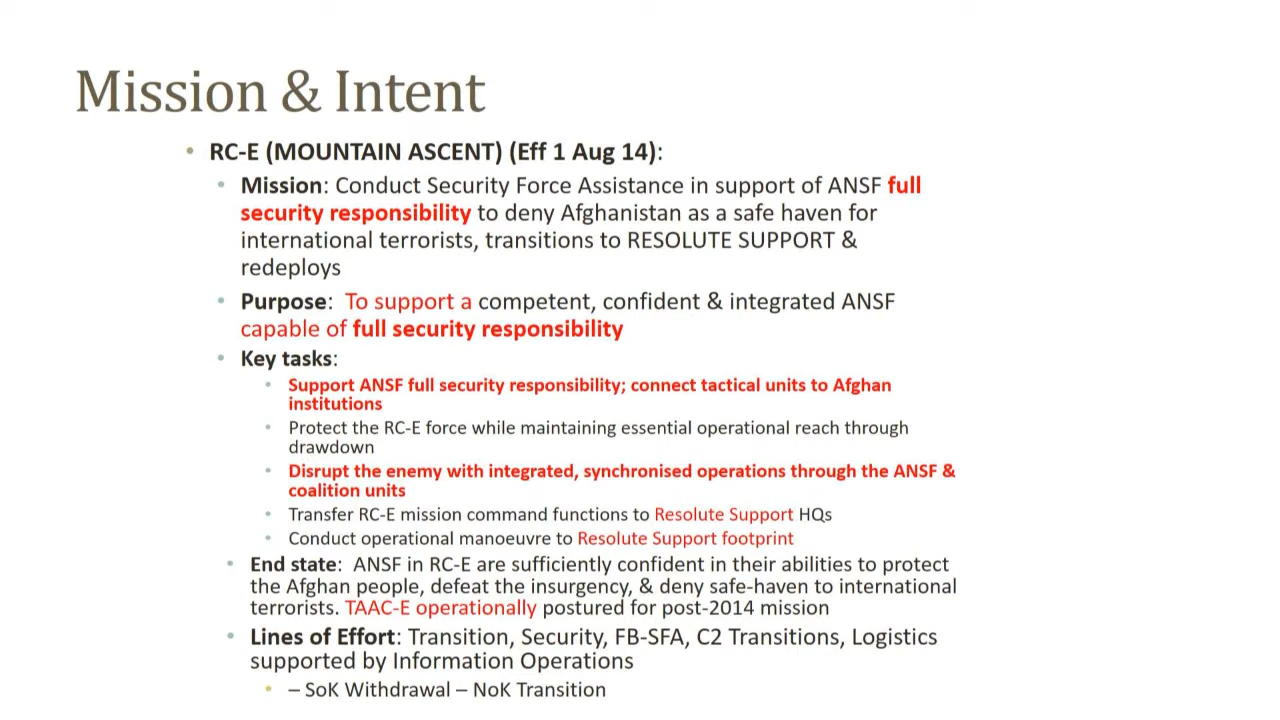 Mission & Intent
• RC-E (MOUNTAIN ASCENT) (Eff 1 Aug 14):
• Mission: Conduct Security Force Assistance in support of ANSF full
security responsibility to deny Afghanistan as a safe haven for
international terrorists, transitions to RESOLUTE SUPPORT &
redeploys
• Purpose:  To support a competent, confident & integrated ANSF
capable of full security responsibility
• Key tasks:
• Support ANSF full security responsibility; connect tactical units to Afghan
institutions
• Protect the RC-E force while maintaining essential operational reach through
drawdown
• Disrupt the enemy with integrated, synchronised operations through the ANSF &
coalition units
• Transfer RC-E mission command functions to Resolute Support HQs
• Conduct operational manoeuvre to Resolute Support footprint
• End state:  ANSF in RC-E are sufficiently confident in their abilities to protect
the Afghan people, defeat the insurgency, & deny safe-haven to international
terrorists. TAAC-E operationally postured for post-2014 mission
• Lines of Effort: Transition, Security, FB-SFA, C2 Transitions, Logistics
supported by Information Operations
• – SoK Withdrawal – NoK Transition